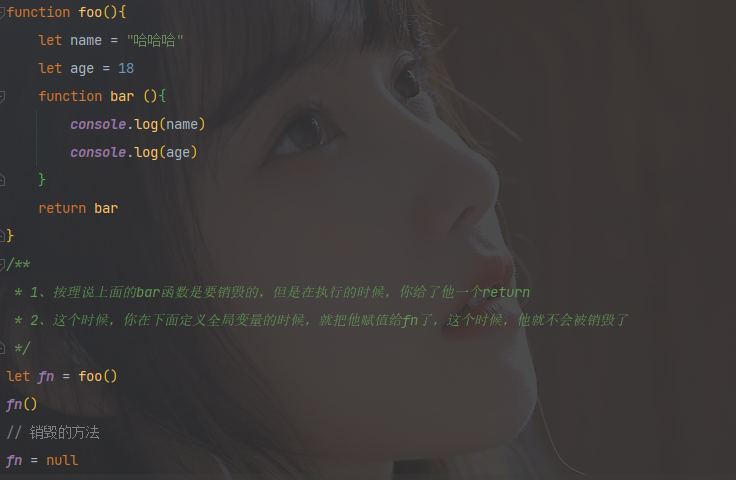 function foo(){
    let name = "哈哈哈"
    let age = 18
    function bar (){
        console.log(name)
        console.log(age)
    }
    return bar
}
/**
 * 1、按理说上面的bar函数是要销毁的，但是在执行的时候，你给了他一个return
 * 2、这个时候，你在下面定义全局变量的时候，就把他赋值给fn了，这个时候，他就不会被销毁了
 */
let fn = foo()
fn()
// 销毁的方法
fn = null